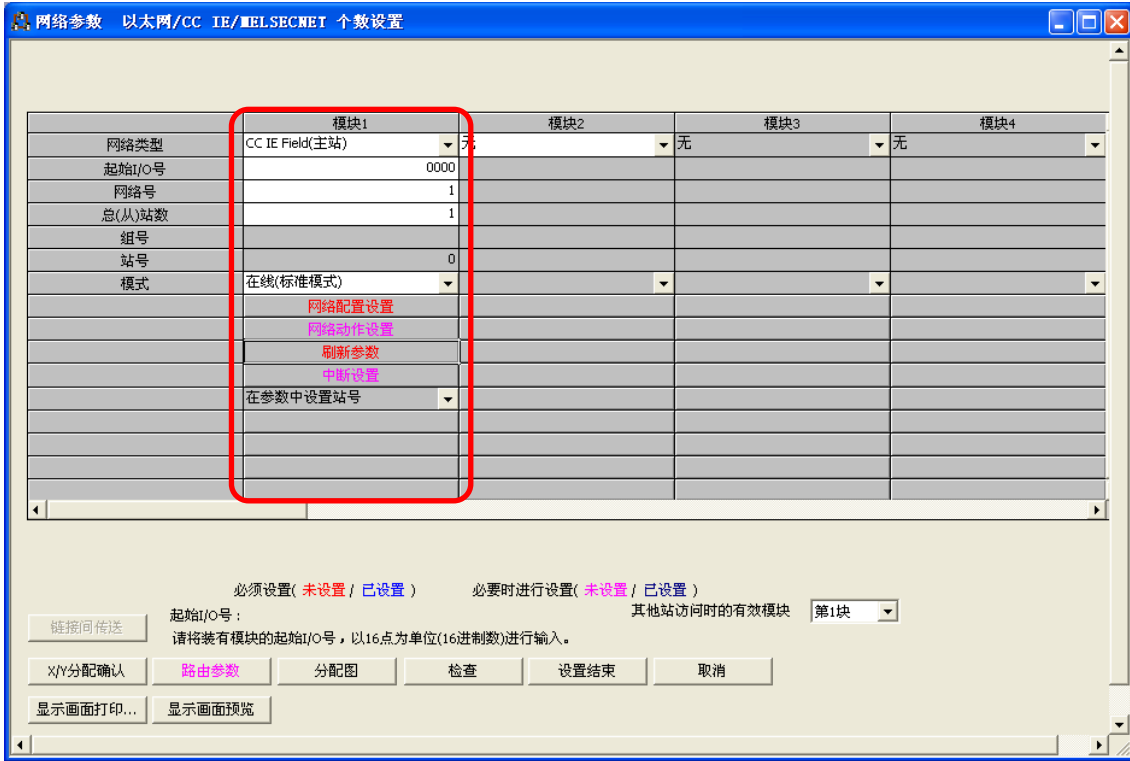 网络参数 以太网/CC IE/MELSECNET 个数设置
模块1 模块2 模块3 模块4
网络类型 CC IE Field(主站) 无 无 无
起始I/O号 0000
网络号 1
总(从)站数 1
组号
站号 0
模式 在线(标准模式)
网络配置设置
网络动作设置
刷新参数
中断设置
在参数中设置站号
必须设置( 未设置 / 已设置 ) 必要时进行设置( 未设置 / 已设置 )
起始I/O号: 其他站访问时的有效模块 第1块
链接间传送 请将装有模块的起始I/O号,以16点为单位(16进制数)进行输入。
X/Y分配确认 路由参数 分配图 检查 设置结束 取消
显示画面打印... 显示画面预览